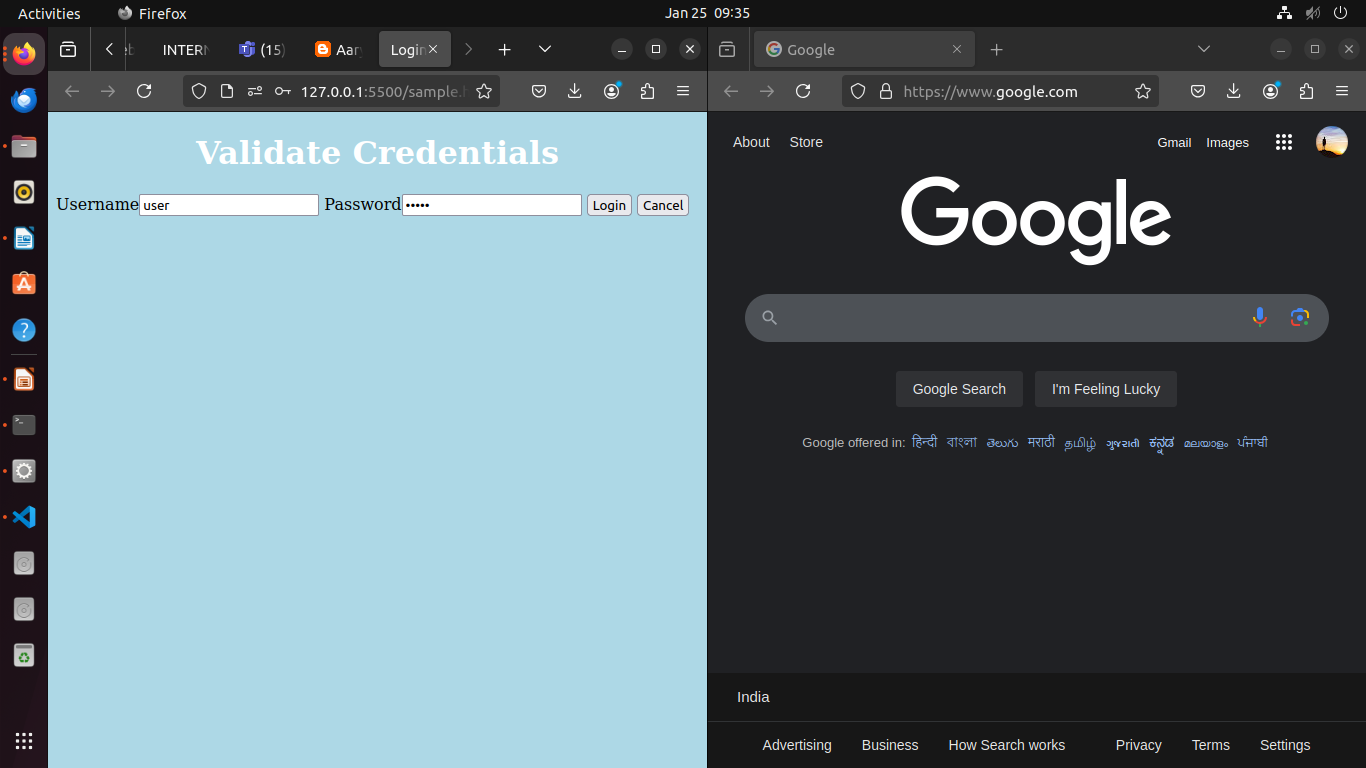 Activities Firefox Jan 25 09:35
INTERN (15) Aar Login
Google
127.0.0.1:5500/sample.h
https://www.google.com
Validate Credentials
Username user Password ••••• Login Cancel
About Store Gmail Images
Google
Google Search I'm Feeling Lucky
Google offered in: हिन्दी বাংলা తెలుగు मराठी தமிழ் ગુજરાતી ಕನ್ನಡ മലയാളം ਪੰਜਾਬੀ
India
Advertising Business How Search works Privacy Terms Settings